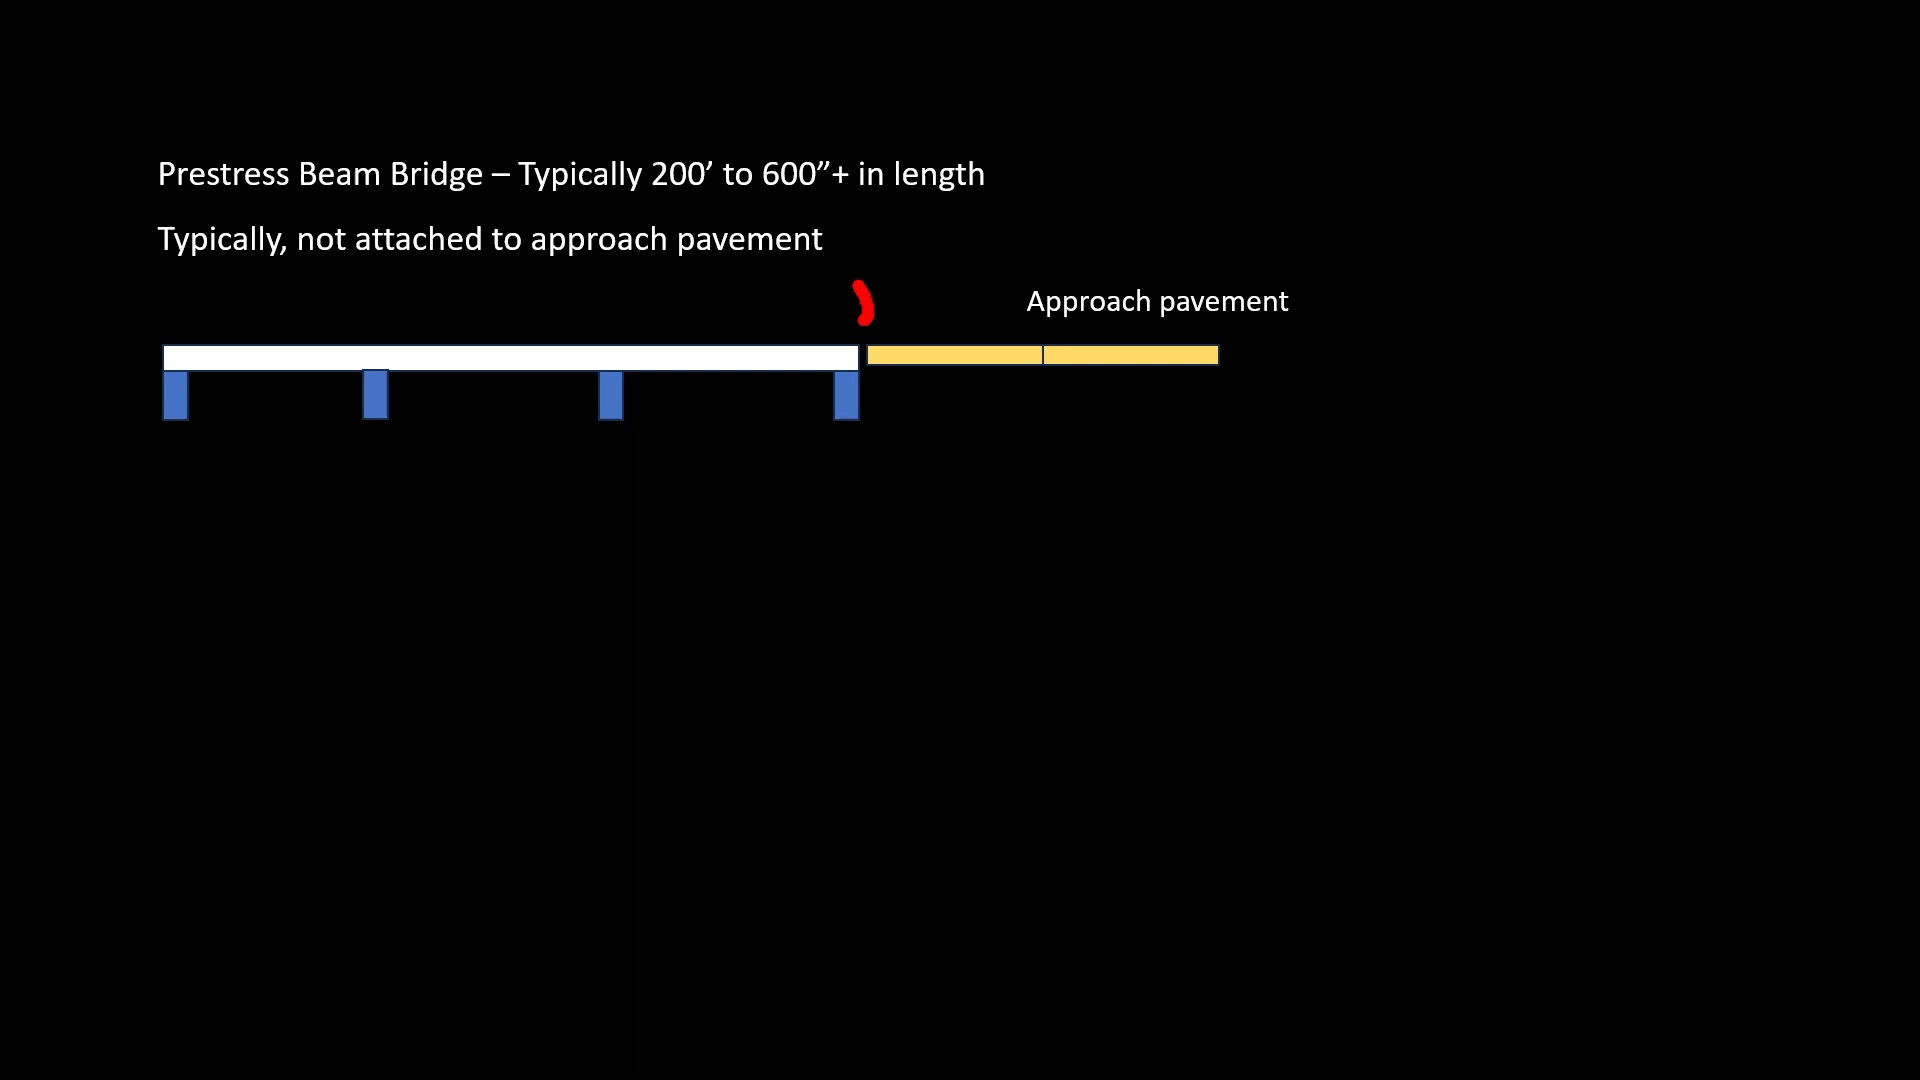 Prestress Beam Bridge – Typically 200’ to 600”+ in length
Typically, not attached to approach pavement
Approach pavement